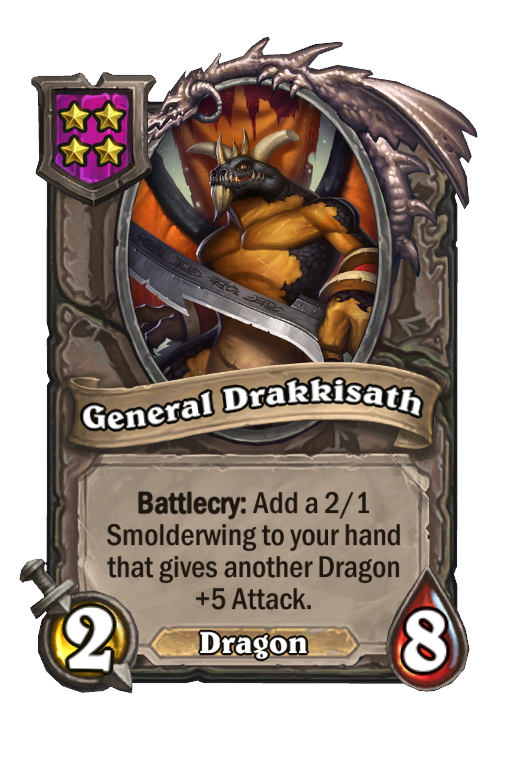 General Drakkisath
Battlecry: Add a 2/1
Smolderwing to your hand
that gives another Dragon
+5 Attack.
2
Dragon
8